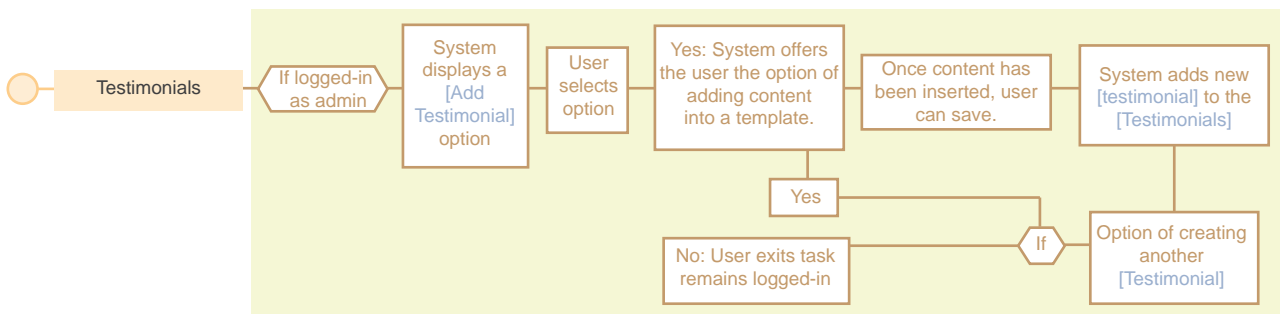 Testimonials
If logged-in
as admin
System
displays a
[Add
Testimonial]
option
User
selects
option
Yes: System offers
the user the option of
adding content
into a template.
Once content has
been inserted, user
can save.
System adds new
[testimonial] to the
[Testimonials]
Yes
If
Option of creating
another
[Testimonial]
No: User exits task
remains logged-in